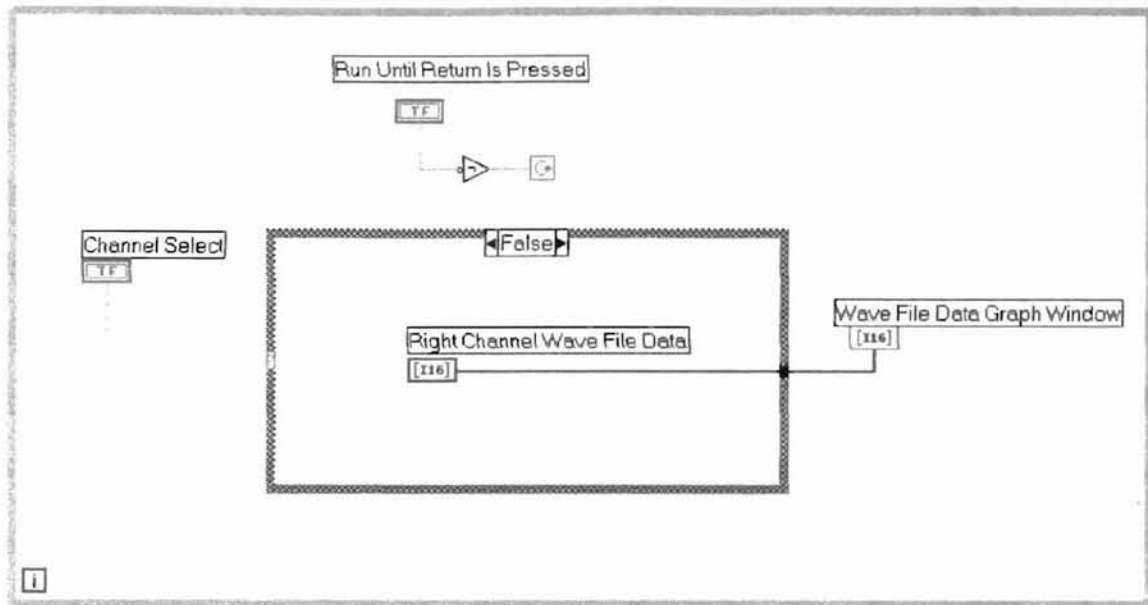 Run Until Return Is Pressed
TF
Channel Select
TF
False
Wave File Data Graph Window
[I16]
Right Channel Wave File Data
[I16]
i